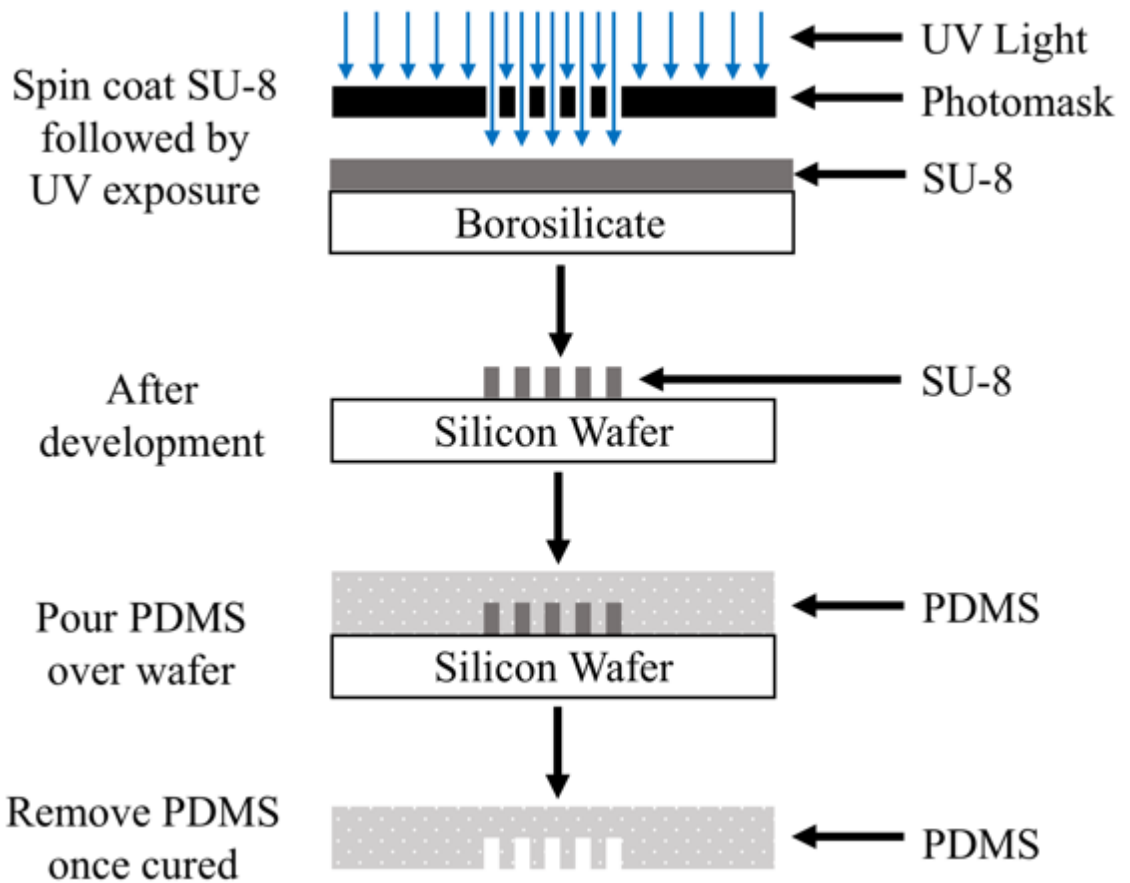 UV Light
Spin coat SU-8
followed by
UV exposure
Photomask
SU-8
Borosilicate
After
development
SU-8
Silicon Wafer
Pour PDMS
over wafer
PDMS
Silicon Wafer
Remove PDMS
once cured
PDMS